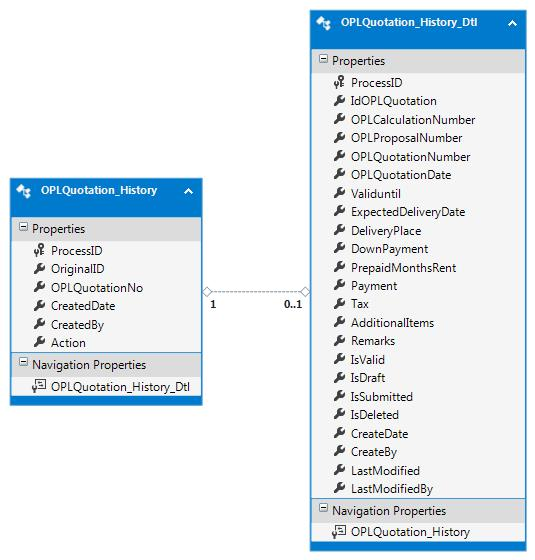 OPLQuotation_History
Properties
ProcessID
OriginalID
OPLQuotationNo
CreatedDate
CreatedBy
Action
Navigation Properties
OPLQuotation_History_Dtl
1
0..1
OPLQuotation_History_Dtl
Properties
ProcessID
IdOPLQuotation
OPLCalculationNumber
OPLProposalNumber
OPLQuotationNumber
OPLQuotationDate
Validuntil
ExpectedDeliveryDate
DeliveryPlace
DownPayment
PrepaidMonthsRent
Payment
Tax
AdditionalItems
Remarks
IsValid
IsDraft
IsSubmitted
IsDeleted
CreateDate
CreateBy
LastModified
LastModifiedBy
Navigation Properties
OPLQuotation_History